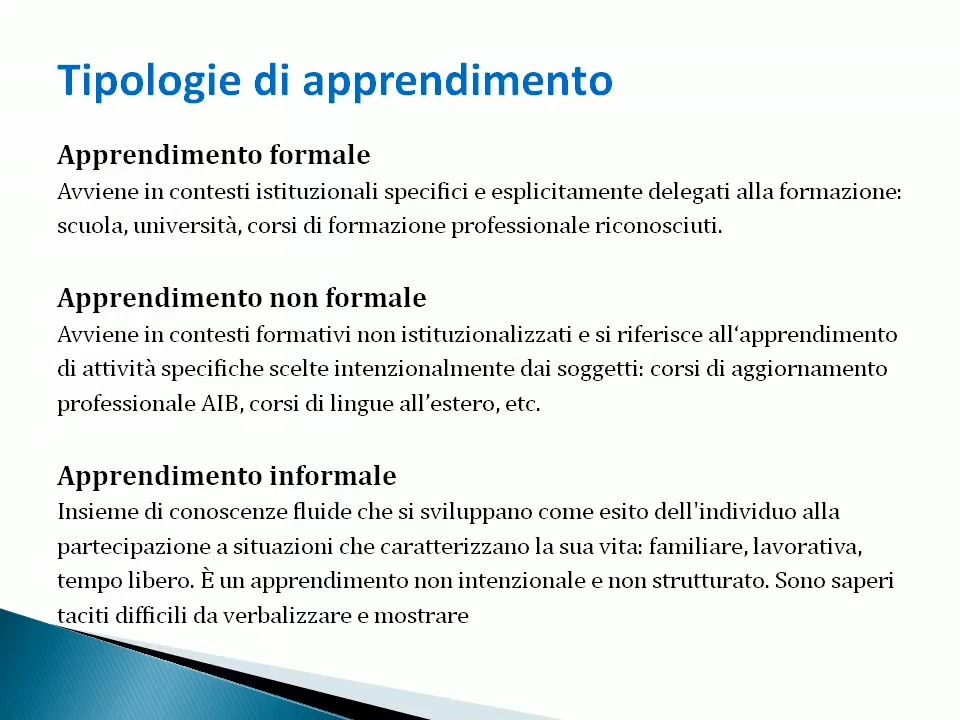 Tipologie di apprendimento
Apprendimento formale
Avviene in contesti istituzionali specifici e esplicitamente delegati alla formazione:
scuola, università, corsi di formazione professionale riconosciuti.
Apprendimento non formale
Avviene in contesti formativi non istituzionalizzati e si riferisce all‘apprendimento
di attività specifiche scelte intenzionalmente dai soggetti: corsi di aggiornamento
professionale AIB, corsi di lingue all’estero, etc.
Apprendimento informale
Insieme di conoscenze fluide che si sviluppano come esito dell'individuo alla
partecipazione a situazioni che caratterizzano la sua vita: familiare, lavorativa,
tempo libero. È un apprendimento non intenzionale e non strutturato. Sono saperi
taciti difficili da verbalizzare e mostrare